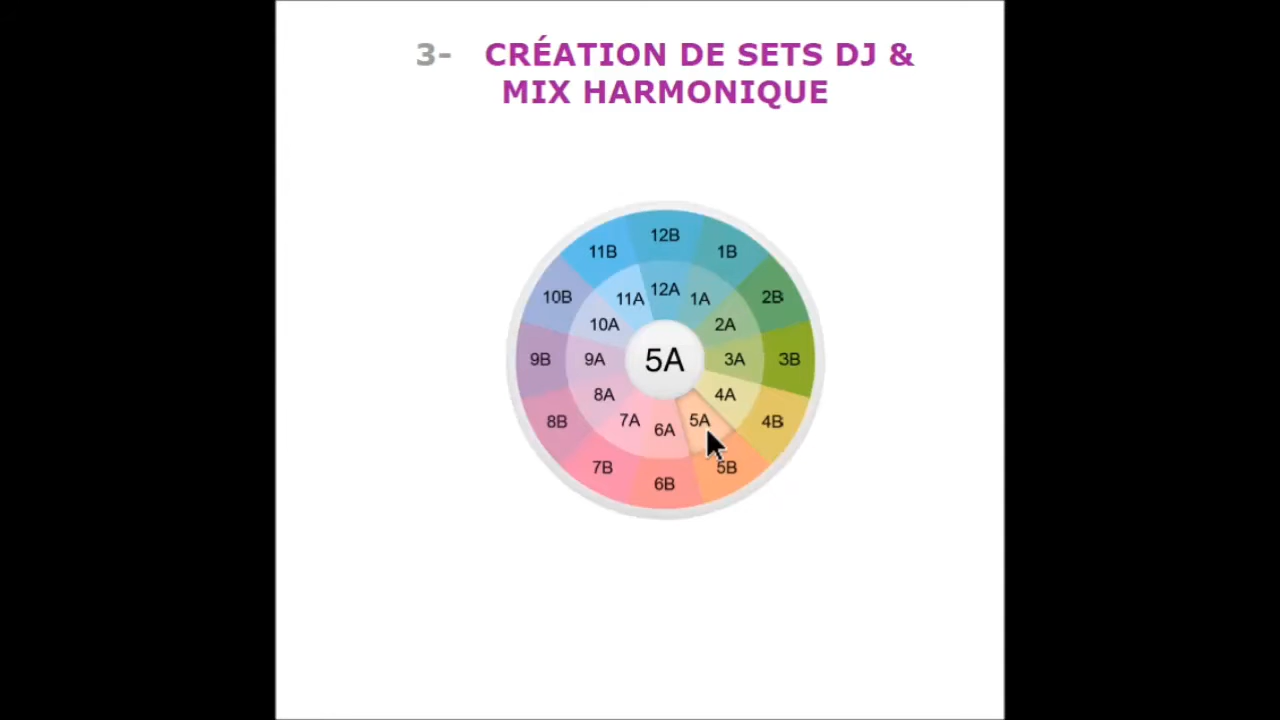 3- CRÉATION DE SETS DJ &
MIX HARMONIQUE
12B
11B
1B
12A
11A
1A
10B
2B
10A
2A
9B
9A
5A
3A
3B
8A
4A
8B
7A
6A
5A
4B
7B
5B
6B